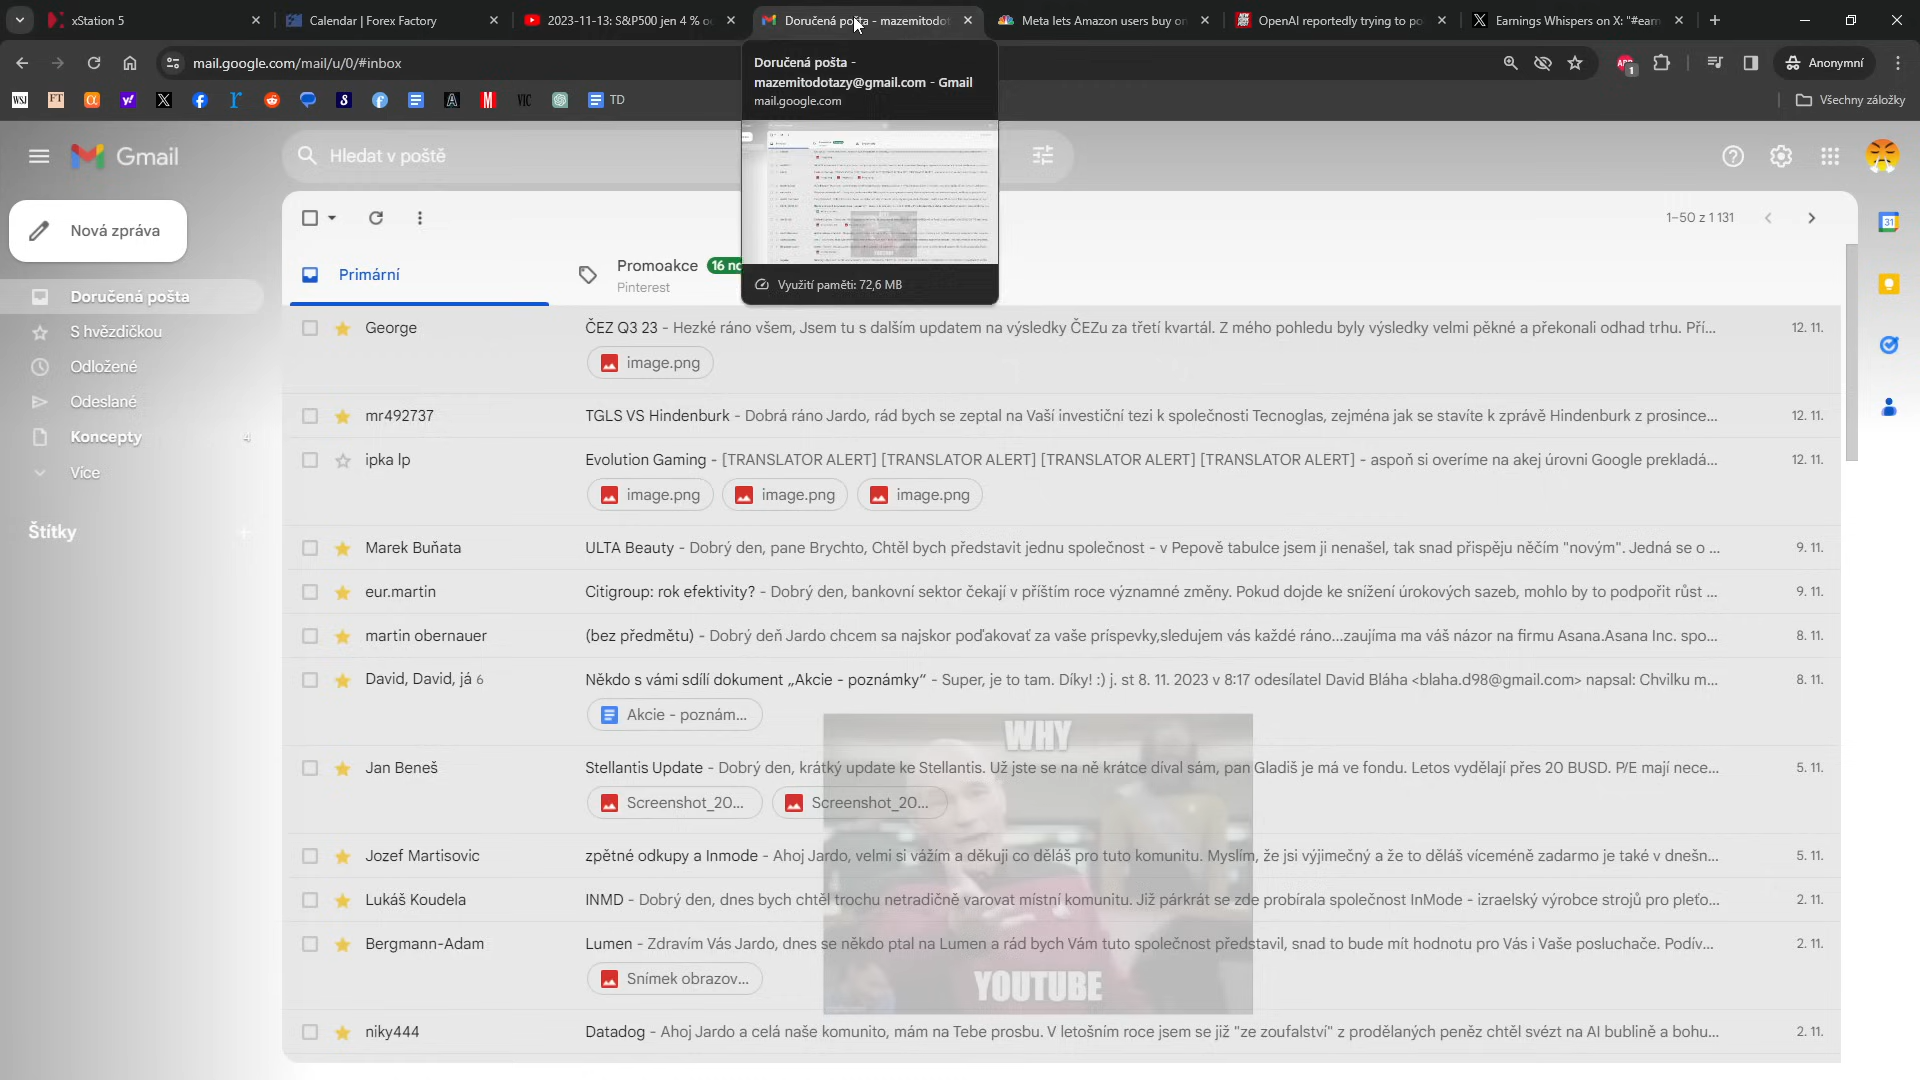 xStation 5
Calendar | Forex Factory
2023-11-13: S&P500 jen 4 % o
Doručená pošta - mazemitodot
Meta lets Amazon users buy on
OpenAI reportedly trying to po
Earnings Whispers on X: "#earn
mail.google.com/mail/u/0/#inbox
1
Anonymní
WSJ
FT
TD
Všechny záložky
Doručená pošta -
mazemitodotazy@gmail.com - Gmail
mail.google.com
Využití paměti: 72,6 MB
Gmail
Hledat v poště
Nová zpráva
1–50 z 1 131
Primární
Promoakce
16
Pinterest
Doručená pošta
S hvězdičkou
Odložené
Odeslané
Koncepty 4
Více
Štítky
George ČEZ Q3 23 - Hezké ráno všem, Jsem tu s dalším updatem na výsledky ČEZu za třetí kvartál. Z mého pohledu byly výsledky velmi pěkné a překonali odhad trhu. Pří... 12. 11.
image.png
mr492737 TGLS VS Hindenburk - Dobrá ráno Jardo, rád bych se zeptal na Vaší investiční tezi k společnosti Tecnoglas, zejména jak se stavíte k zprávě Hindenburk z prosince... 12. 11.
ipka lp Evolution Gaming - [TRANSLATOR ALERT] [TRANSLATOR ALERT] [TRANSLATOR ALERT] [TRANSLATOR ALERT] - aspoň si overíme na akej úrovni Google prekladá... 12. 11.
image.png image.png image.png
Marek Buňata ULTA Beauty - Dobrý den, pane Brychto, Chtěl bych představit jednu společnost - v Pepově tabulce jsem ji nenašel, tak snad přispěju něčím "novým". Jedná se o ... 9. 11.
eur.martin Citigroup: rok efektivity? - Dobrý den, bankovní sektor čekají v příštím roce významné změny. Pokud dojde ke snížení úrokových sazeb, mohlo by to podpořit růst ... 9. 11.
martin obernauer (bez předmětu) - Dobrý deň Jardo chcem sa najskor poďakovať za vaše príspevky,sledujem vás každé ráno...zaujíma ma váš názor na firmu Asana.Asana Inc. spo... 8. 11.
David, David, já 6 Někdo s vámi sdílí dokument „Akcie - poznámky“ - Super, je to tam. Díky! :) j. st 8. 11. 2023 v 8:17 odesílatel David Bláha <blaha.d98@gmail.com> napsal: Chvilku m... 8. 11.
Akcie - poznám...
WHY
Jan Beneš Stellantis Update - Dobrý den, krátký update ke Stellantis. Už jste se na ně krátce díval sám, pan Gladiš je má ve fondu. Letos vydělají přes 20 BUSD. P/E mají nece... 5. 11.
Screenshot_20... Screenshot_20...
Jozef Martisovic zpětné odkupy a Inmode - Ahoj Jardo, velmi si vážím a děkuji co děláš pro tuto komunitu. Myslím, že jsi výjimečný a že to děláš víceméně zadarmo je také v dnešn... 5. 11.
Lukáš Koudela INMD - Dobrý den, dnes bych chtěl trochu netradičně varovat místní komunitu. Již párkrát se zde probírala společnost InMode - izraelský výrobce strojů pro pleťo... 2. 11.
Bergmann-Adam Lumen - Zdravím Vás Jardo, dnes se někdo ptal na Lumen a rád bych Vám tuto společnost představil, snad to bude mít hodnotu pro Vás i Vaše posluchače. Podív... 2. 11.
Snímek obrazov...
YOUTUBE
niky444 Datadog - Ahoj Jardo a celá naše komunito, mám na Tebe prosbu. V letošním roce jsem se již "ze zoufalství" z prodělaných peněz chtěl svézt na AI bublině a bohu... 2. 11.